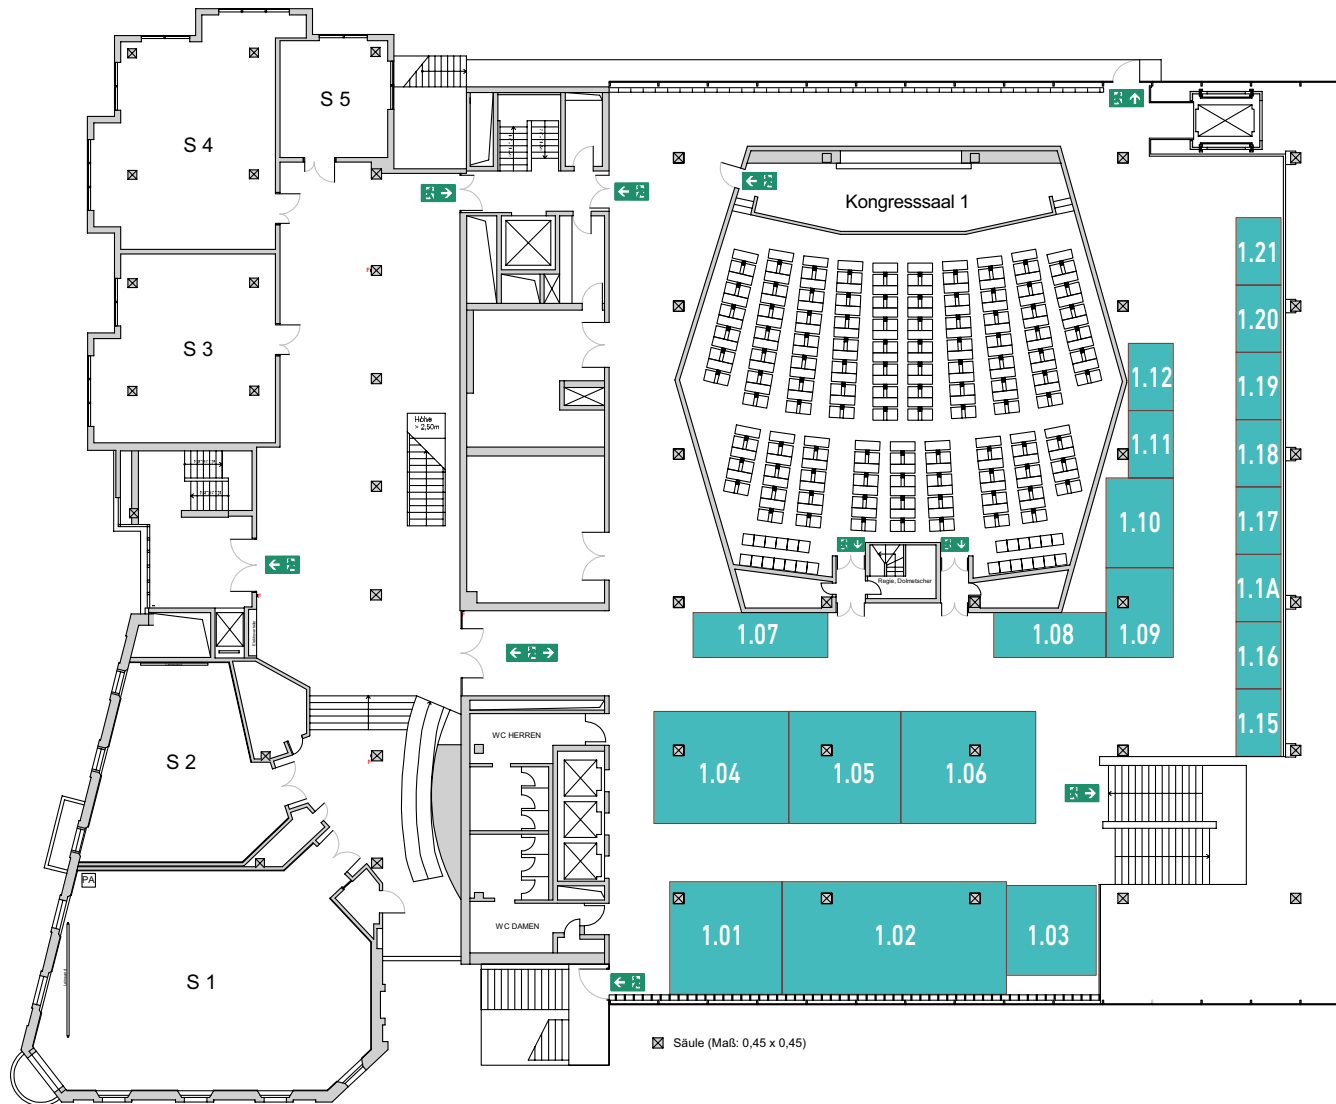 S 5
S 4
Kongresssaal 1
1.21
1.20
S 3
1.12
1.19
Höhe
> 2,50m
1.11
1.18
1.10
1.17
Regie, Dolmetscher
1.1A
1.07
1.08
1.09
1.16
1.15
WC HERREN
S 2
1.04
1.05
1.06
PA
1.01
1.02
1.03
WC DAMEN
S 1
Säule (Maß: 0,45 x 0,45)